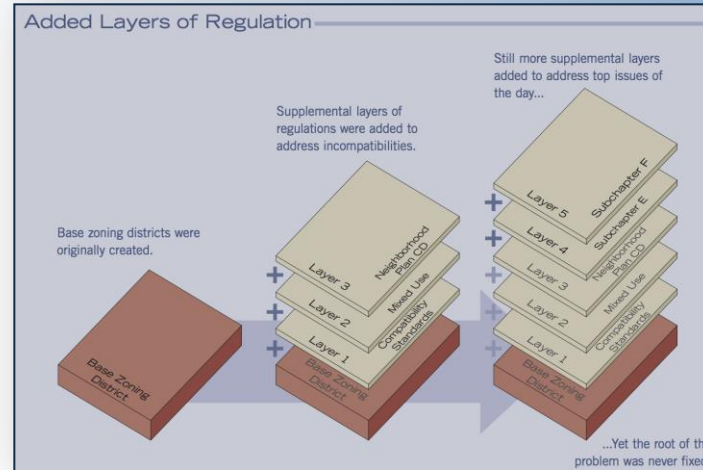 Added Layers of Regulation
Base zoning districts were
originally created.
Base Zoning
District
Supplemental layers of
regulations were added to
address incompatibilities.
Layer 3
Neighborhood
Plan CD
Layer 2
Mixed Use
Layer 1
Compatibility
Standards
Base Zoning
District
+
+
+
Still more supplemental layers
added to address top issues of
the day...
Layer 5
Subchapter F
Layer 4
Subchapter E
Layer 3
Neighborhood
Plan CD
Layer 2
Mixed Use
Layer 1
Compatibility
Standards
Base Zoning
District
+
+
+
+
+
...Yet the root of th
problem was never fixed